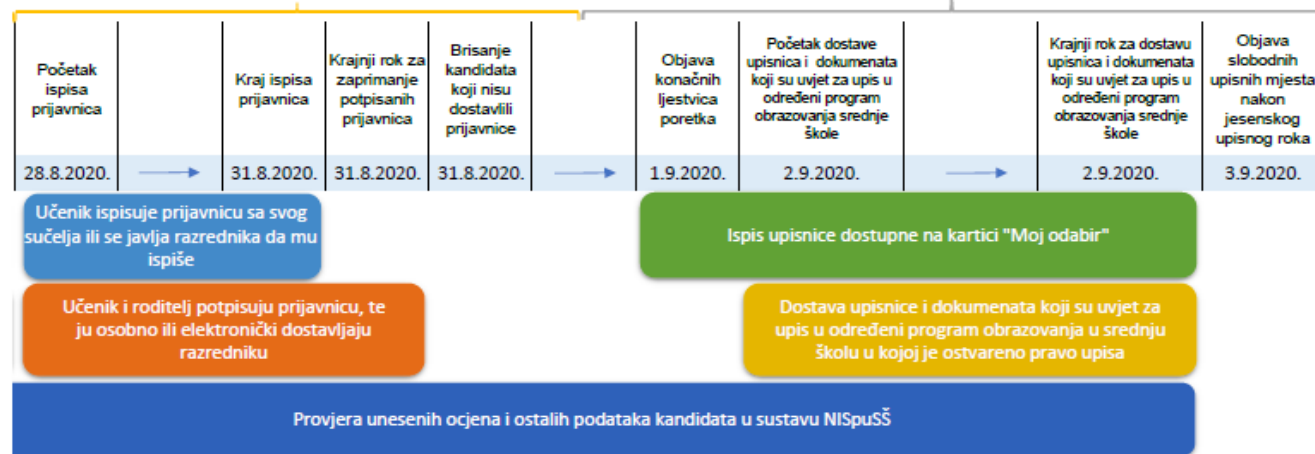 Početak
ispisa
prijavnica
Kraj ispisa
prijavnica
Krajnji rok za
zaprimanje
potpisanih
prijavnica
Brisanje
kandidata
koji nisu
dostavlili
prijavnice
Objava
konačnih
ljestvica
poretka
Početak dostave
upisnica i dokumenata
koji su uvjet za upis u
određeni program
obrazovanja srednje
škole
Krajnji rok za dostavu
upisnica i dokumenata
koji su uvjet za upis u
određeni program
obrazovanja srednje
škole
Objava
slobodnih
upisnih mjesta
nakon
jesenskog
upisnog roka
28.8.2020.
31.8.2020.
31.8.2020.
31.8.2020.
1.9.2020.
2.9.2020.
2.9.2020.
3.9.2020.
Učenik ispisuje prijavnicu sa svog
sučelja ili se javlja razrednika da mu
ispiše
Ispis upisnice dostupne na kartici "Moj odabir"
Učenik i roditelj potpisuju prijavnicu, te
ju osobno ili elektronički dostavljaju
razredniku
Dostava upisnice i dokumenata koji su uvjet za
upis u određeni program obrazovanja u srednju
školu u kojoj je ostvareno pravo upisa
Provjera unesenih ocjena i ostalih podataka kandidata u sustavu NISpuSŠ